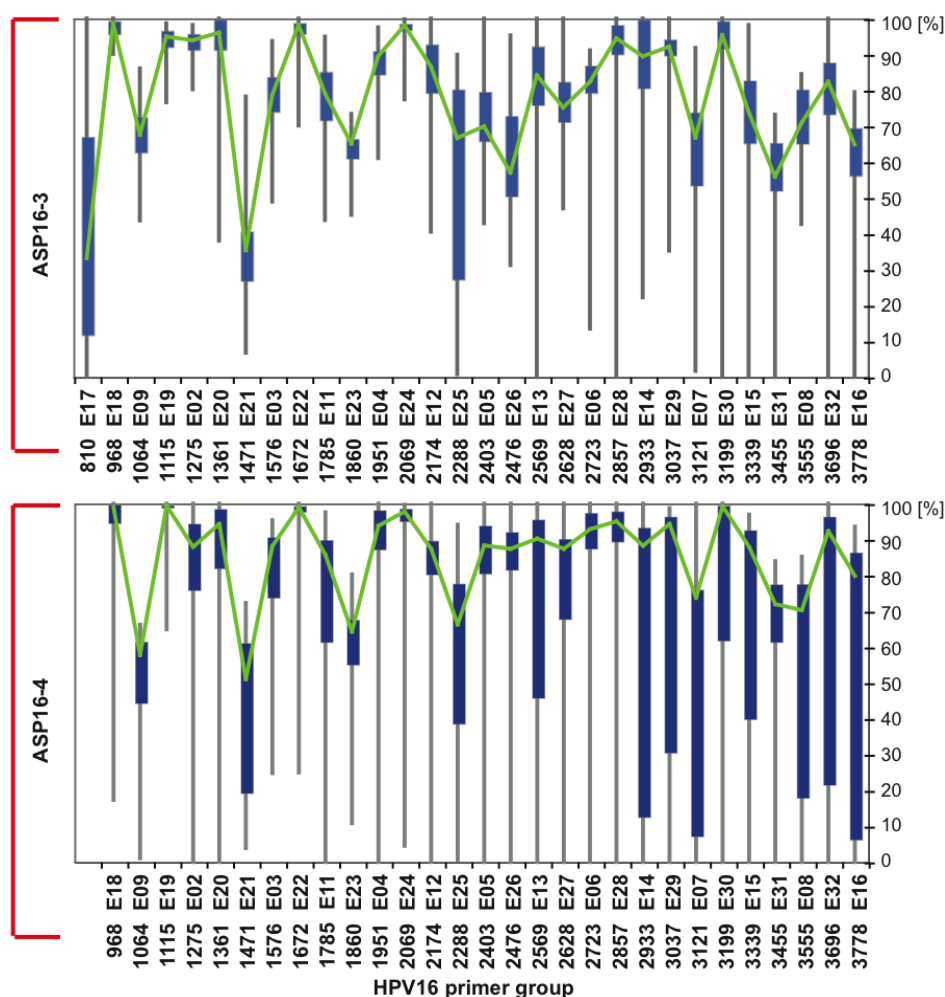 100 [%]
90
80
70
60
50
40
30
20
10
0
ASP16-3
810 E17
968 E18
1064 E09
1115 E19
1275 E02
1361 E20
1471 E21
1576 E03
1672 E22
1785 E11
1860 E23
1951 E04
2069 E24
2174 E12
2288 E25
2403 E05
2476 E26
2569 E13
2628 E27
2723 E06
2857 E28
2933 E14
3037 E29
3121 E07
3199 E30
3339 E15
3455 E31
3555 E08
3696 E32
3778 E16
100 [%]
90
80
70
60
50
40
30
20
10
0
ASP16-4
968 E18
1064 E09
1115 E19
1275 E02
1361 E20
1471 E21
1576 E03
1672 E22
1785 E11
1860 E23
1951 E04
2069 E24
2174 E12
2288 E25
2403 E05
2476 E26
2569 E13
2628 E27
2723 E06
2857 E28
2933 E14
3037 E29
3121 E07
3199 E30
3339 E15
3455 E31
3555 E08
3696 E32
3778 E16
HPV16 primer group